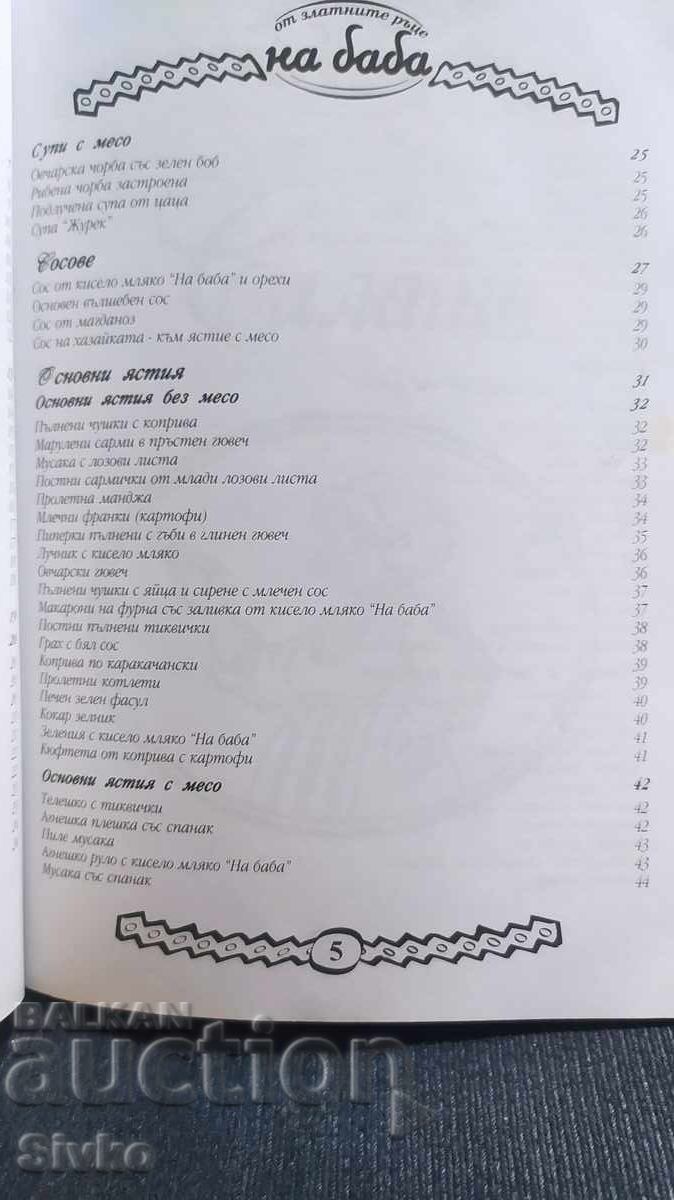 от златните ръце
на баба
Супи с месо 25
Овчарска чорба със зелен боб 25
Рибена чорба застроена 25
Подлучена супа от цаца 26
Супа "Журек" 26
Сосове 27
Сос от кисело мляко "На баба" и орехи 29
Основен вълшебен сос 29
Сос от магданоз 29
Сос на хазайката - към ястие с месо 30
Основни ястия 31
Основни ястия без месо 32
Пълнени чушки с коприва 32
Марулени сарми в пръстен гювеч 32
Мусака с лозови листа 33
Постни сармички от млади лозови листа 33
Пролетна манджа 34
Млечни франки (картофи) 34
Пиперки пълнени с гъби в глинен гювеч 35
Лучник с кисело мляко 36
Овчарски гювеч 36
Пълнени чушки с яйца и сирене с млечен сос 37
Макарони на фурна със заливка от кисело мляко "На баба" 37
Постни пълнени тиквички 38
Грах с бял сос 38
Коприва по каракачански 39
Пролетни котлети 39
Печен зелен фасул 40
Кокар зелник 40
Зеления с кисело мляко "На баба" 41
Кюфтета от коприва с картофи 41
Основни ястия с месо 42
Телешко с тиквички 42
Агнешка плешка със спанак 42
Пиле мусака 43
Агнешко руло с кисело мляко "На баба" 43
Мусака със спанак 44
5
BALKAN
auction
Sivko